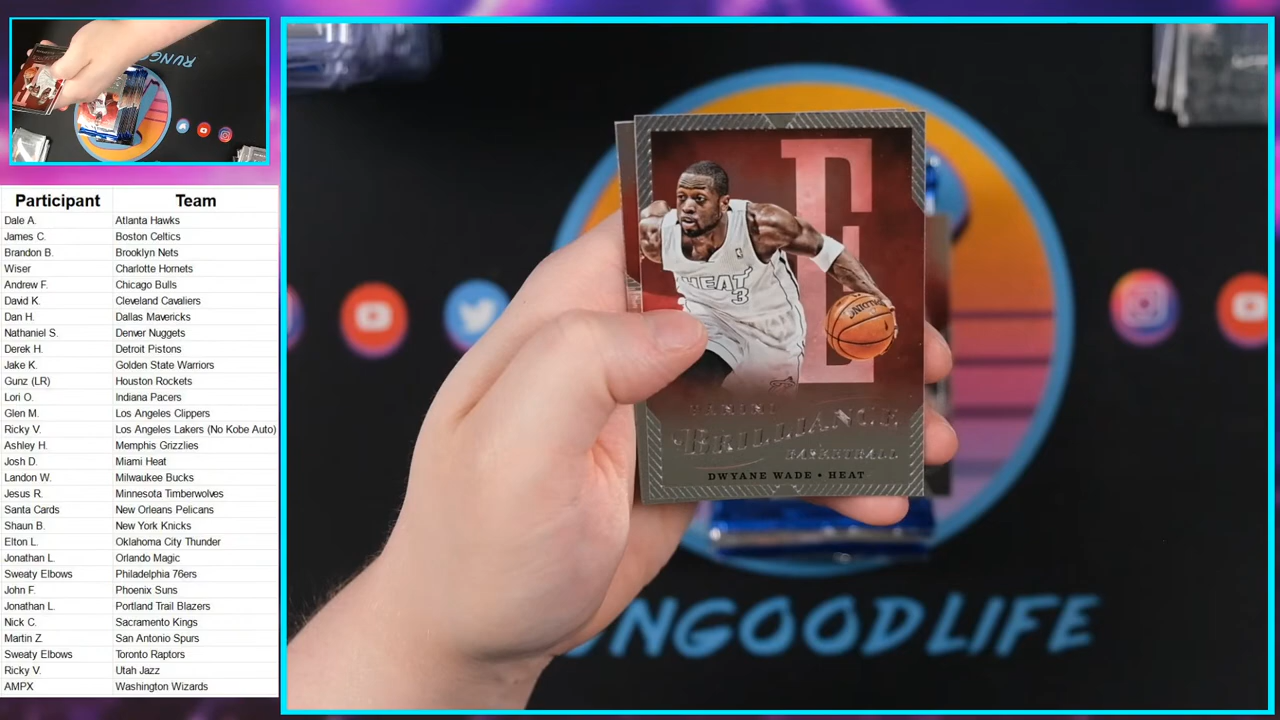 RUNGOOD
Participant Team
Dale A. Atlanta Hawks
James C. Boston Celtics
Brandon B. Brooklyn Nets
Wiser Charlotte Hornets
Andrew F. Chicago Bulls
David K. Cleveland Cavaliers
Dan H. Dallas Mavericks
Nathaniel S. Denver Nuggets
Derek H. Detroit Pistons
Jake K. Golden State Warriors
Gunz (LR) Houston Rockets
Lori O. Indiana Pacers
Glen M. Los Angeles Clippers
Ricky V. Los Angeles Lakers (No Kobe Auto)
Ashley H. Memphis Grizzlies
Josh D. Miami Heat
Landon W. Milwaukee Bucks
Jesus R. Minnesota Timberwolves
Santa Cards New Orleans Pelicans
Shaun B. New York Knicks
Elton L. Oklahoma City Thunder
Jonathan L. Orlando Magic
Sweaty Elbows Philadelphia 76ers
John F. Phoenix Suns
Jonathan L. Portland Trail Blazers
Nick C. Sacramento Kings
Martin Z. San Antonio Spurs
Sweaty Elbows Toronto Raptors
Ricky V. Utah Jazz
AMPX Washington Wizards
E
HEAT
3
SPALDING
PANINI
BRILLIANCE
BASKETBALL
DWYANE WADE • HEAT
NGOODLIFE